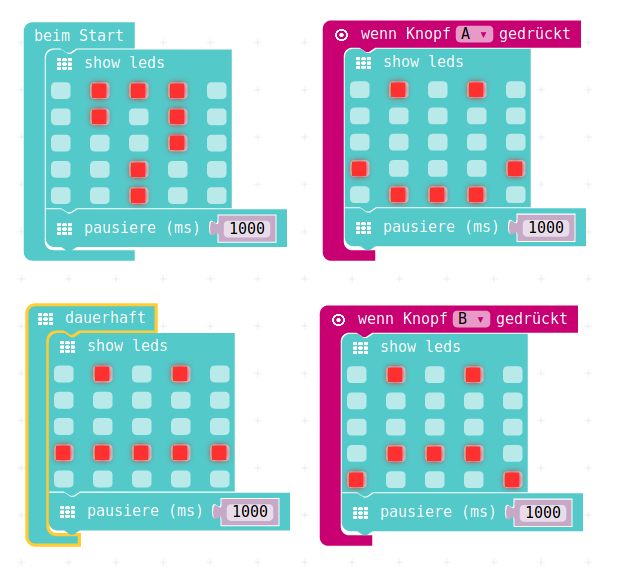 beim Start
show leds
pausiere (ms) 1000
wenn Knopf A gedrückt
show leds
pausiere (ms) 1000
dauerhaft
show leds
pausiere (ms) 1000
wenn Knopf B gedrückt
show leds
pausiere (ms) 1000